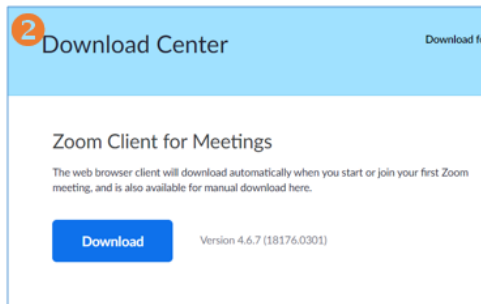 2
Download Center
Download fo
Zoom Client for Meetings
The web browser client will download automatically when you start or join your first Zoom
meeting, and is also available for manual download here.
Download
Version 4.6.7 (18176.0301)